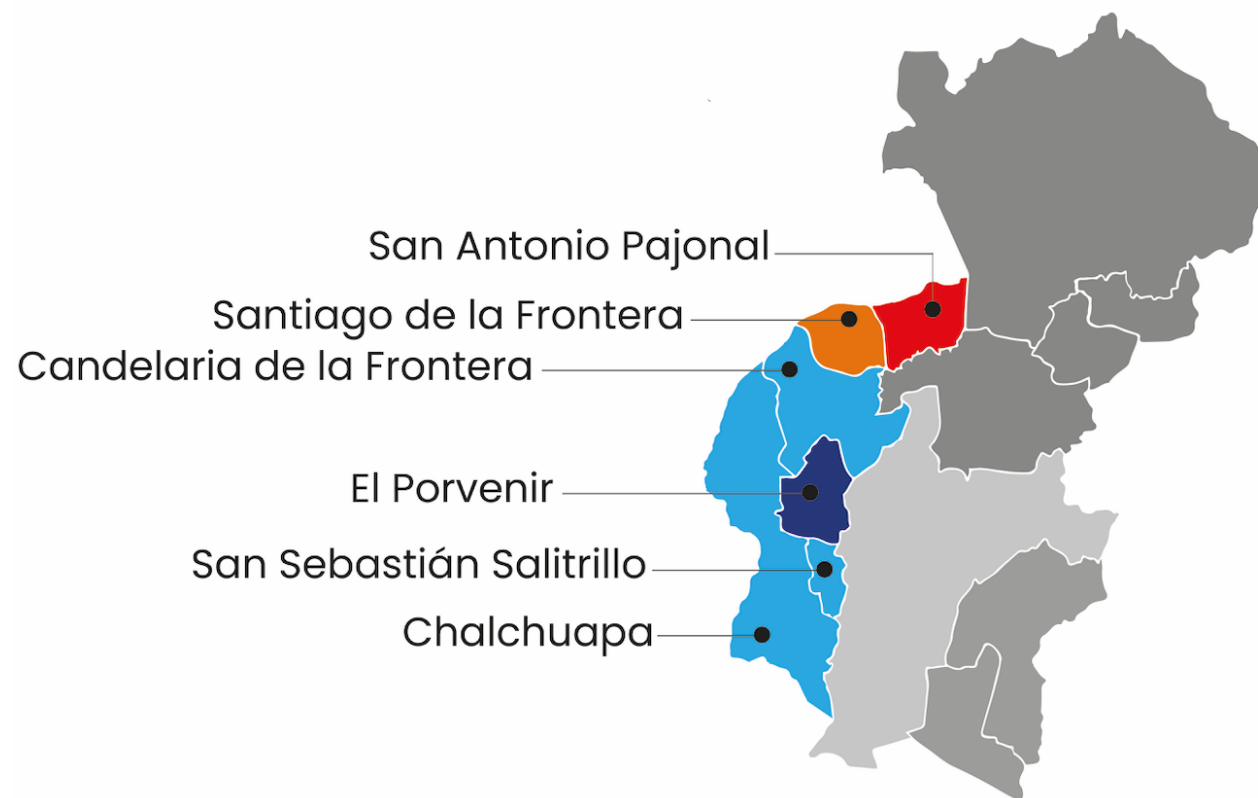 San Antonio Pajonal
Santiago de la Frontera
Candelaria de la Frontera
El Porvenir
San Sebastián Salitrillo
Chalchuapa